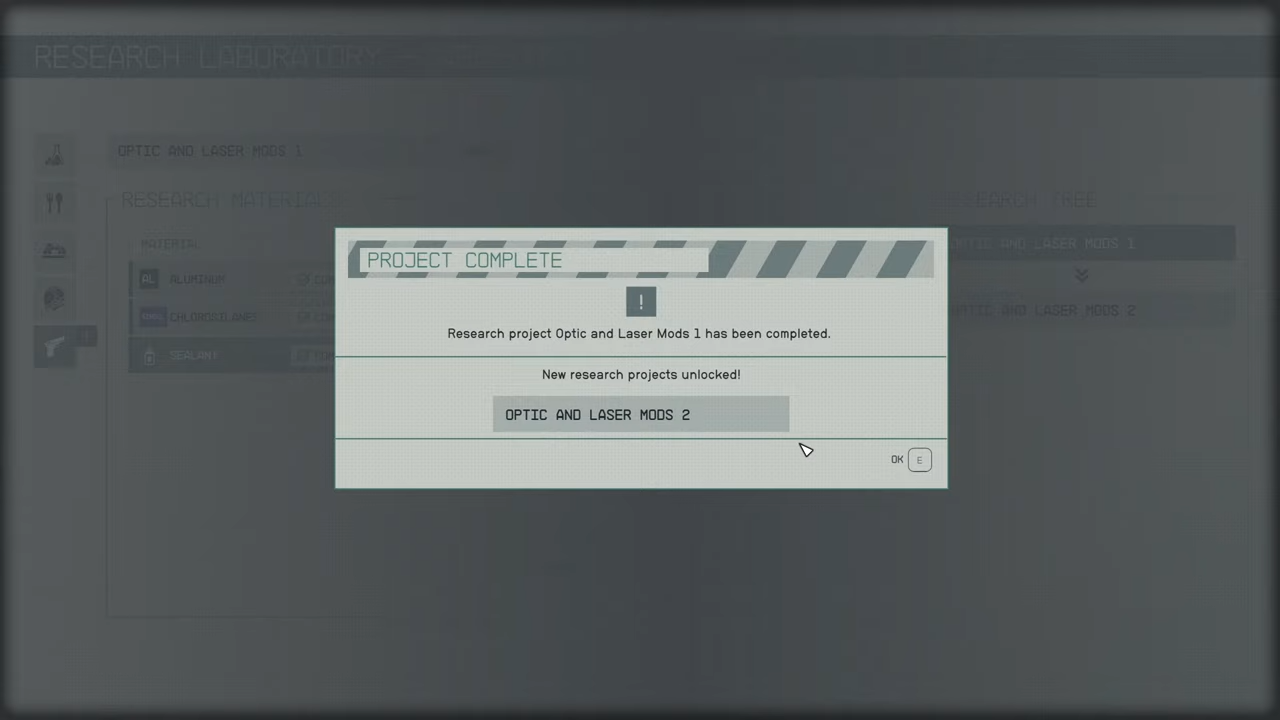 RESEARCH LABORATORY
OPTIC AND LASER MODS 1
RESEARCH MATERIALS
RESEARCH TREE
MATERIAL
OPTIC AND LASER MODS 1
AL ALUMINUM
CHLOROSILANES
OPTIC AND LASER MODS 2
SEALANT
PROJECT COMPLETE
!
Research project Optic and Laser Mods 1 has been completed.
New research projects unlocked!
OPTIC AND LASER MODS 2
OK E